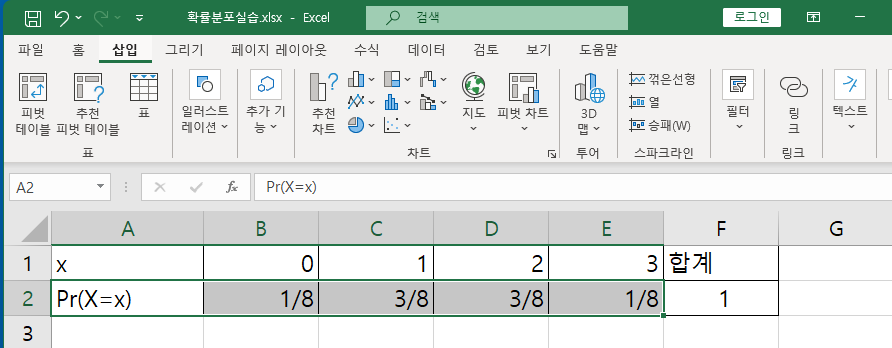 확률분포실습.xlsx - Excel
검색
로그인
파일 홈 삽입 그리기 페이지 레이아웃 수식 데이터 검토 보기 도움말
피벗 테이블
추천 피벗 테이블
표
일러스트레이션
추가 기능
추천 차트
지도
피벗 차트
3D 맵
꺾은선형
열
승패(W)
필터
링크
텍스트
표
차트
투어
스파크라인
링크
A2
fx
Pr(X=x)
A B C D E F G
1 x 0 1 2 3 합계
2 Pr(X=x) 1/8 3/8 3/8 1/8 1
3